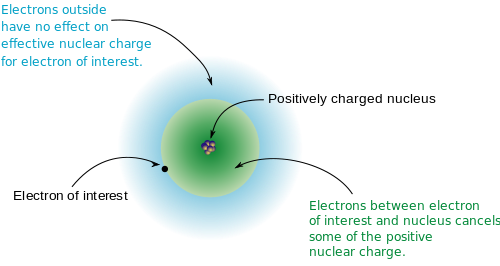 Electrons outside
have no effect on
effective nuclear charge
for electron of interest.
Positively charged nucleus
Electron of interest
Electrons between electron
of interest and nucleus cancels
some of the positive
nuclear charge.